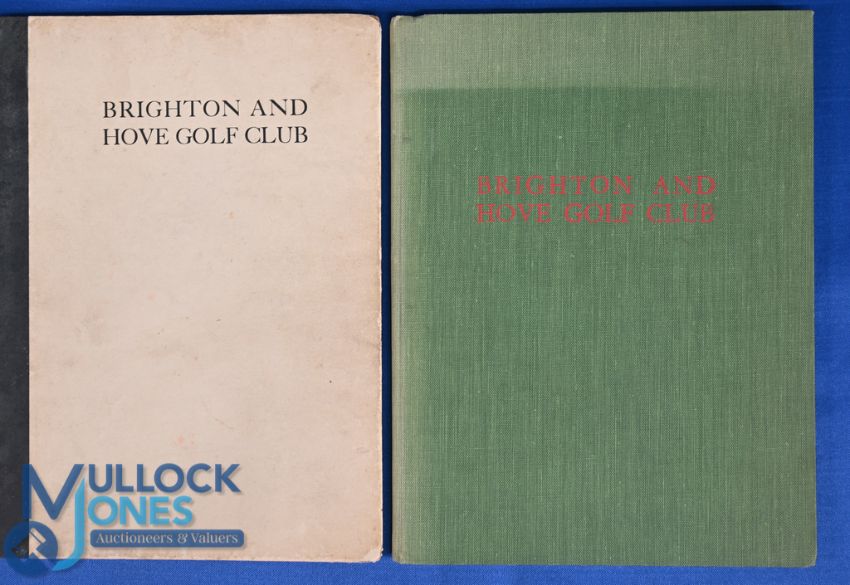 BRIGHTON AND
HOVE GOLF CLUB
BRIGHTON AND
HOVE GOLF CLUB
MULLOCK
JONES
Auctioneers & Valuers